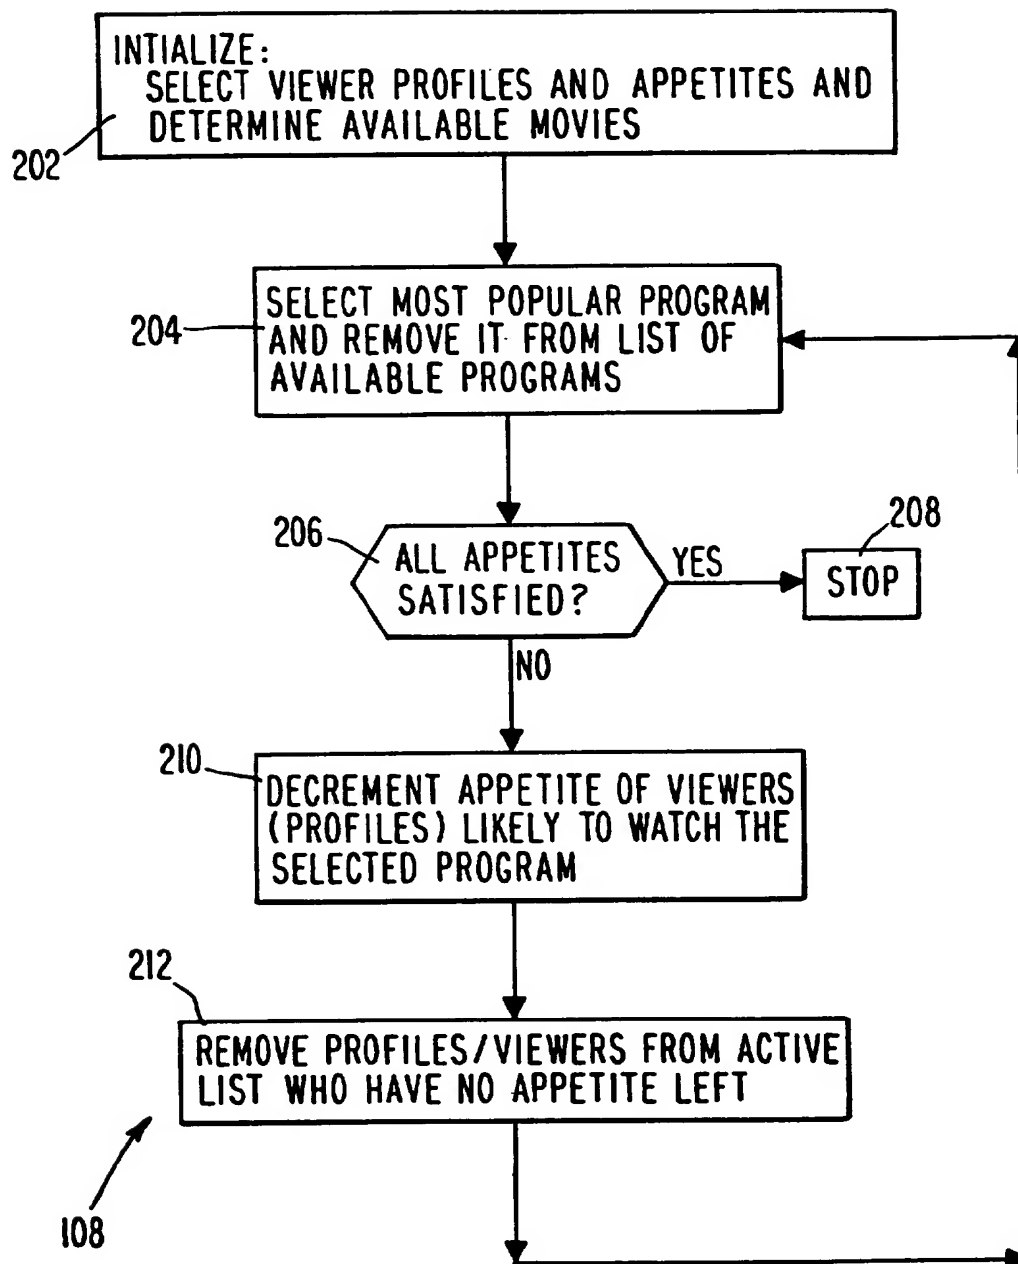 INTIALIZE:
SELECT VIEWER PROFILES AND APPETITES AND
DETERMINE AVAILABLE MOVIES
202
SELECT MOST POPULAR PROGRAM
AND REMOVE IT FROM LIST OF
AVAILABLE PROGRAMS
204
206
ALL APPETITES
SATISFIED?
YES
208
STOP
NO
210
DECREMENT APPETITE OF VIEWERS
(PROFILES) LIKELY TO WATCH THE
SELECTED PROGRAM
212
REMOVE PROFILES/VIEWERS FROM ACTIVE
LIST WHO HAVE NO APPETITE LEFT
108